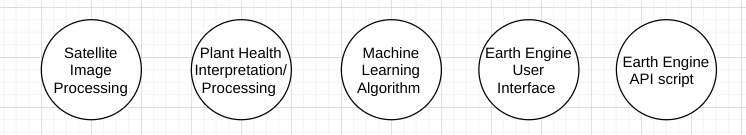 Satellite
Image
Processing
Plant Health
Interpretation/
Processing
Machine
Learning
Algorithm
Earth Engine
User
Interface
Earth Engine
API script